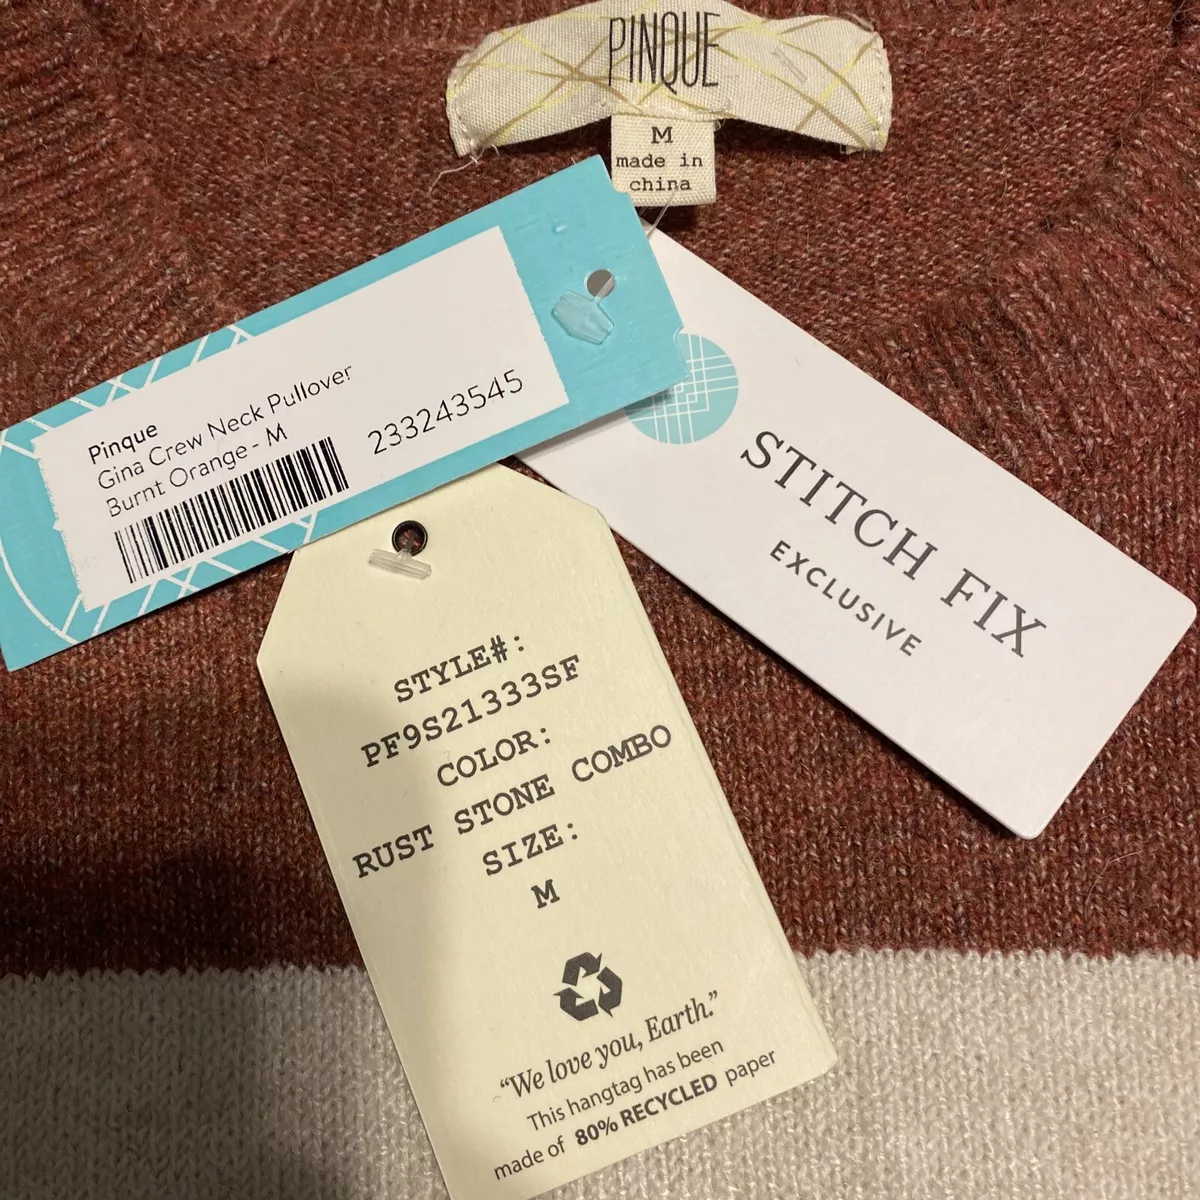 PINQUE
M
made in
china
Pinque
Gina Crew Neck Pullover
Burnt Orange - M
233243545
STITCH FIX
EXCLUSIVE
STYLE#:
PF9S21333SF
COLOR:
RUST STONE COMBO
SIZE:
M
“We love you, Earth.”
This hangtag has been
made of 80% RECYCLED paper